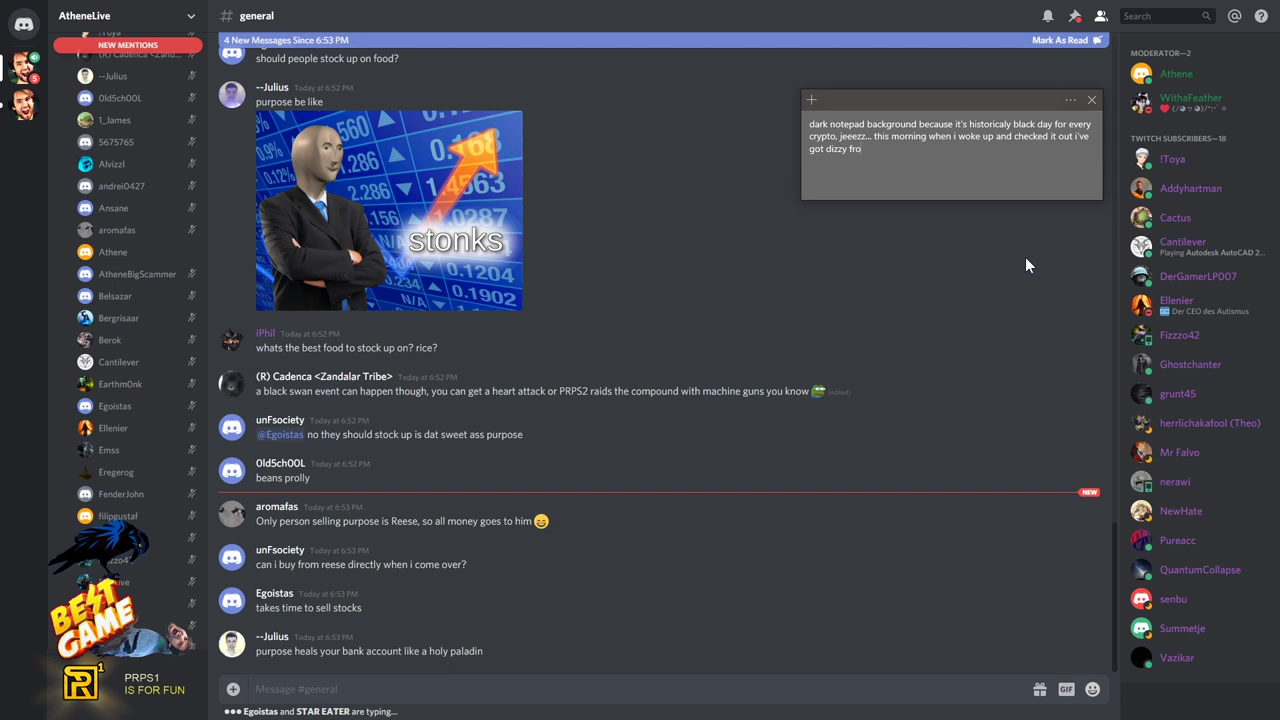 AtheneLive
general
Search
4 New Messages Since 6:53 PM
Mark As Read
NEW MENTIONS
!Toya
(R) Cadenca <Zand...
--Julius
0ld5ch00L
1_James
5675765
Alvizzl
andrei0427
Ansane
aromafas
Athene
AtheneBigScammer
Belsazar
Bergrisaar
Berok
Cantilever
Earthm0nk
Egoistas
Ellenier
Emss
Eregerog
FenderJohn
filipgustaf
BEST
GAME
PRPS1
IS FOR FUN
should people stock up on food?
--Julius Today at 6:52 PM
purpose be like
stonks
iPhil Today at 6:52 PM
whats the best food to stock up on? rice?
(R) Cadenca <Zandalar Tribe> Today at 6:52 PM
a black swan event can happen though, you can get a heart attack or PRPS2 raids the compound with machine guns you know (edited)
unFsociety Today at 6:52 PM
@Egoistas no they should stock up is dat sweet ass purpose
0ld5ch00L Today at 6:52 PM
beans prolly
NEW
aromafas Today at 6:53 PM
Only person selling purpose is Reese, so all money goes to him
unFsociety Today at 6:53 PM
can i buy from reese directly when i come over?
Egoistas Today at 6:53 PM
takes time to sell stocks
--Julius Today at 6:53 PM
purpose heals your bank account like a holy paladin
Message #general
GIF
Egoistas and STAR EATER are typing...
dark notepad background because it's historicaly black day for every
crypto, jeeezz... this morning when i woke up and checked it out i've
got dizzy fro
MODERATOR—2
Athene
WithaFeather
TWITCH SUBSCRIBERS—18
!Toya
Addyhartman
Cactus
Cantilever
Playing Autodesk AutoCAD 2...
DerGamerLP007
Ellenier
Der CEO des Autismus
Fizzzo42
Ghostchanter
grunt45
herrlichakafool (Theo)
Mr Falvo
nerawi
NewHate
Pureacc
QuantumCollapse
senbu
Summetje
Vazikar